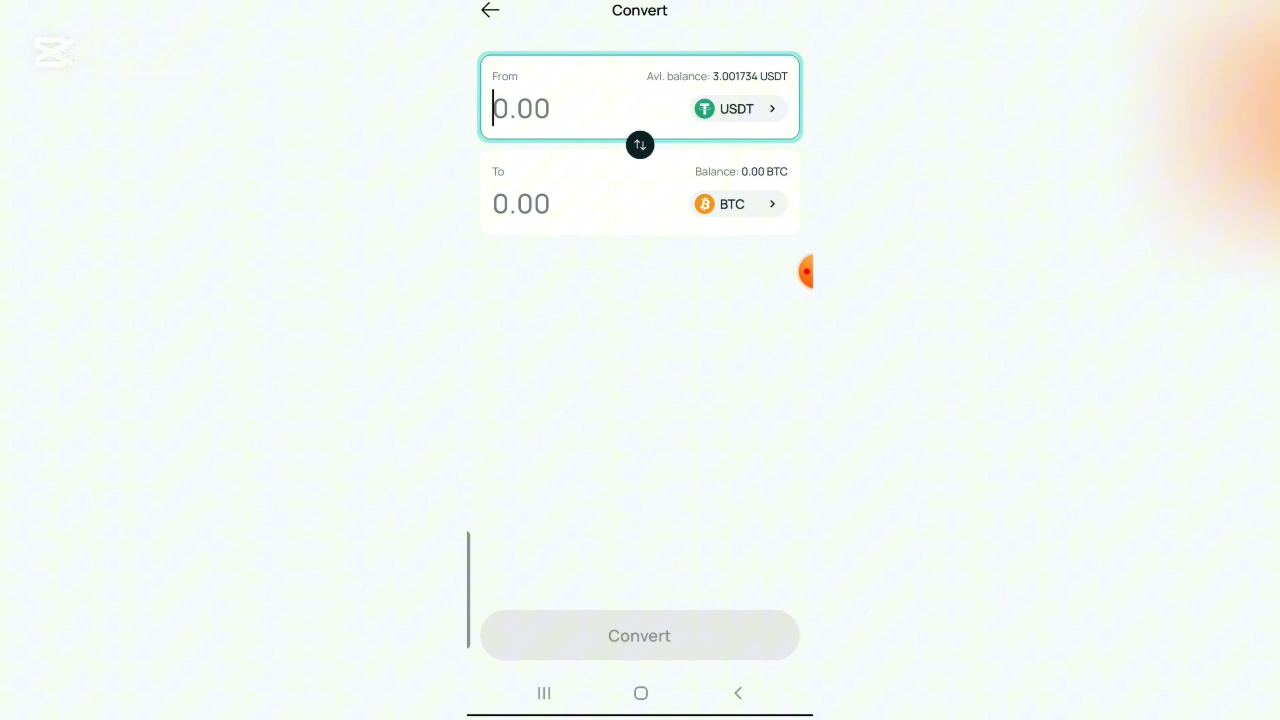 Convert
From
Avl. balance: 3.001734 USDT
0.00
USDT
To
Balance: 0.00 BTC
0.00
BTC
Convert